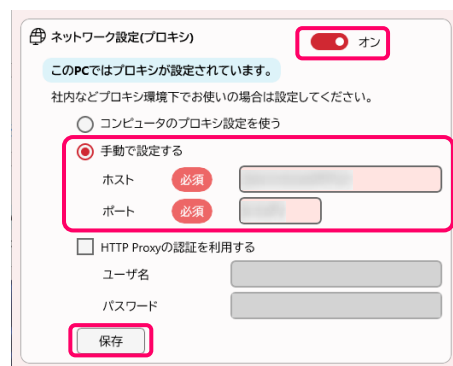 ネットワーク設定(プロキシ) オン
このPCではプロキシが設定されています。
社内などプロキシ環境下でお使いの場合は設定してください。
コンピュータのプロキシ設定を使う
手動で設定する
ホスト 必須
ポート 必須
HTTP Proxyの認証を利用する
ユーザ名
パスワード
保存